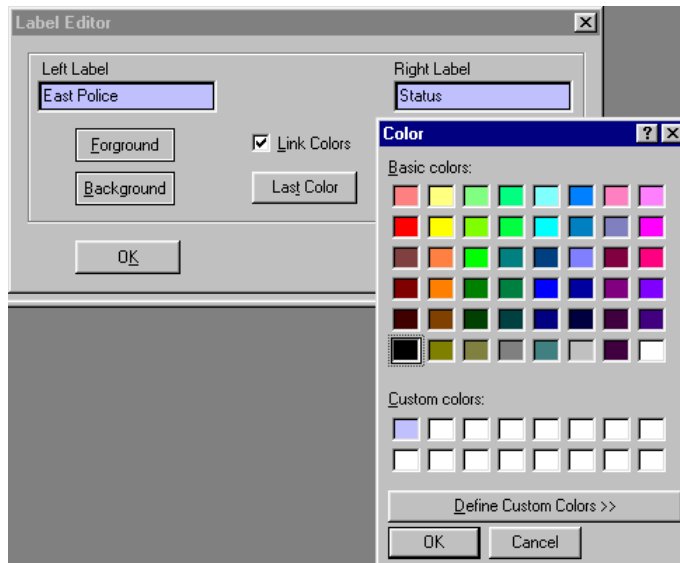 Label Editor
Left Label
Right Label
East Police
Status
Forground
Link Colors
Background
Last Color
OK
Color
Basic colors:
Custom colors:
Define Custom Colors >>
OK
Cancel